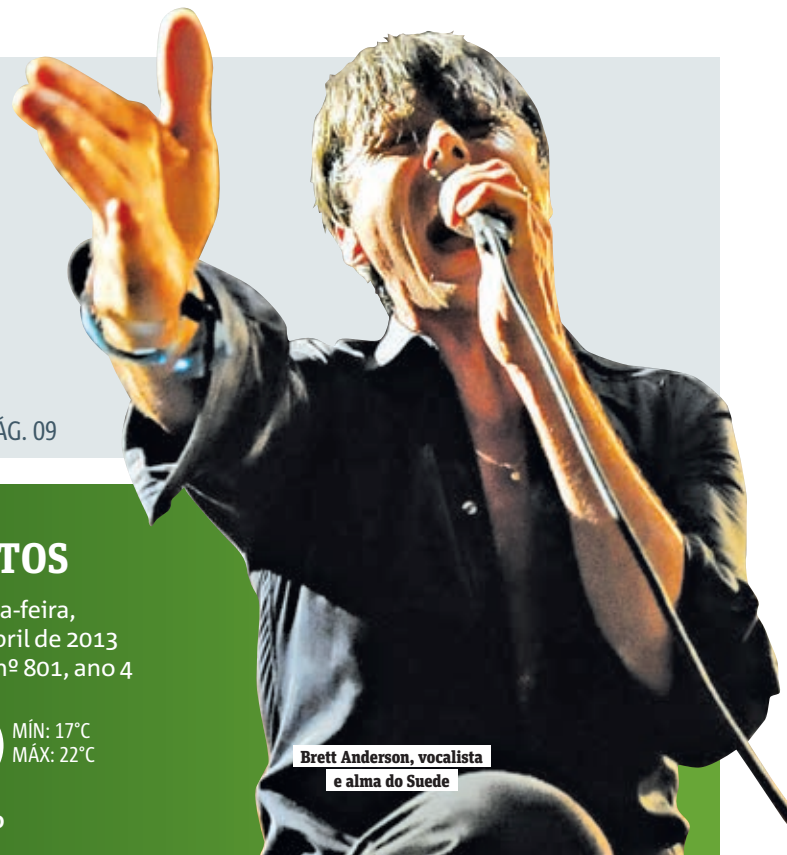 ÁG. 09
TOS
a-feira,
bril de 2013
nº 801, ano 4
MÍN: 17°C
MÁX: 22°C
Brett Anderson, vocalista
e alma do Suede